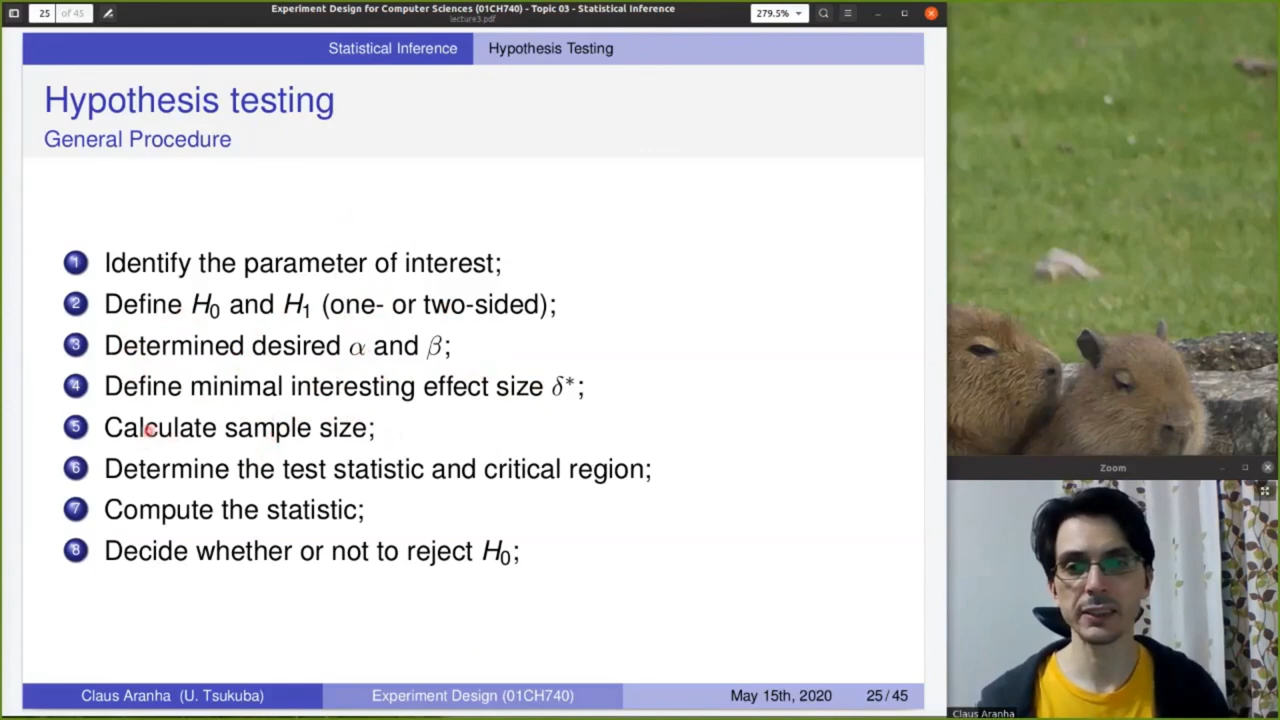 25 of 45
Experiment Design for Computer Sciences (01CH740) - Topic 03 - Statistical Inference
lecture3.pdf
279.5%
Statistical Inference
Hypothesis Testing
Hypothesis testing
General Procedure
1 Identify the parameter of interest;
2 Define H₀ and H₁ (one- or two-sided);
3 Determined desired α and β;
4 Define minimal interesting effect size δ*;
5 Calculate sample size;
6 Determine the test statistic and critical region;
7 Compute the statistic;
8 Decide whether or not to reject H₀;
Claus Aranha (U. Tsukuba)
Experiment Design (01CH740)
May 15th, 2020
25 / 45
Zoom
Claus Aranha